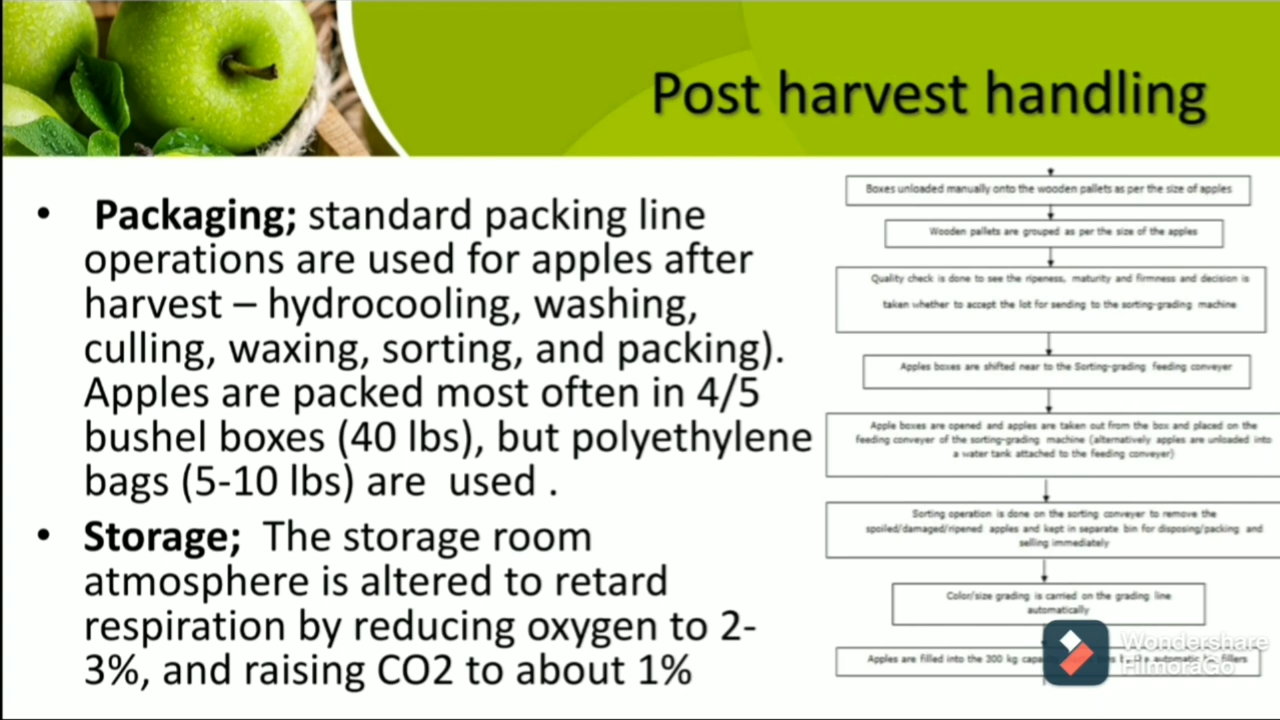 Post harvest handling
• Packaging; standard packing line
operations are used for apples after
harvest – hydrocooling, washing,
culling, waxing, sorting, and packing).
Apples are packed most often in 4/5
bushel boxes (40 lbs), but polyethylene
bags (5-10 lbs) are used .
• Storage; The storage room
atmosphere is altered to retard
respiration by reducing oxygen to 2-
3%, and raising CO2 to about 1%
Boxes unloaded manually onto the wooden pallets as per the size of apples
Wooden pallets are grouped as per the size of the apples
Quality check is done to see the ripeness, maturity and firmness and decision is
taken whether to accept the lot for sending to the sorting-grading machine
Apples boxes are shifted near to the Sorting-grading feeding conveyer
Apple boxes are opened and apples are taken out from the box and placed on the
feeding conveyer of the sorting-grading machine (alternatively apples are unloaded into
a water tank attached to the feeding conveyer)
Sorting operation is done on the sorting conveyer to remove the
spoiled/damaged/ripened apples and kept in separate bin for disposing/packing and
selling immediately
Color/size grading is carried on the grading line
automatically
Apples are filled into the 300 kg automatic fillers
Wondershare
FilmoraGo